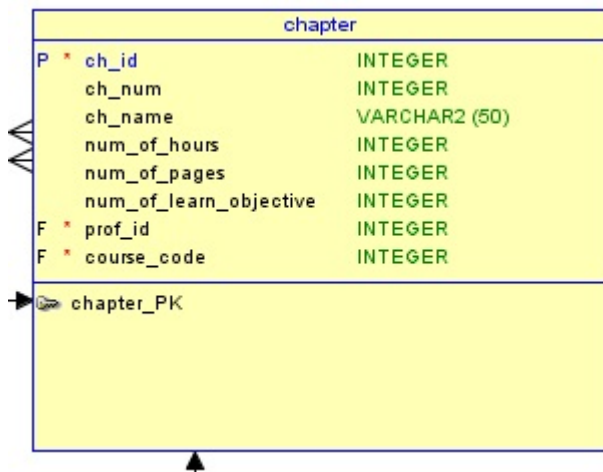 chapter
P * ch_id INTEGER
ch_num INTEGER
ch_name VARCHAR2 (50)
num_of_hours INTEGER
num_of_pages INTEGER
num_of_learn_objective INTEGER
F * prof_id INTEGER
F * course_code INTEGER
chapter_PK